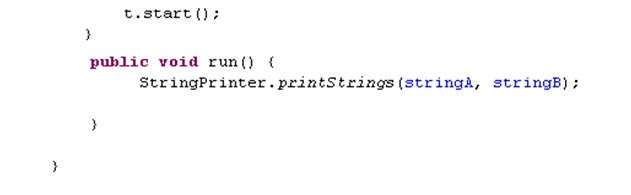 t.start();
}
public void run() {
StringPrinter.printStrings(stringA, stringB);
}
}